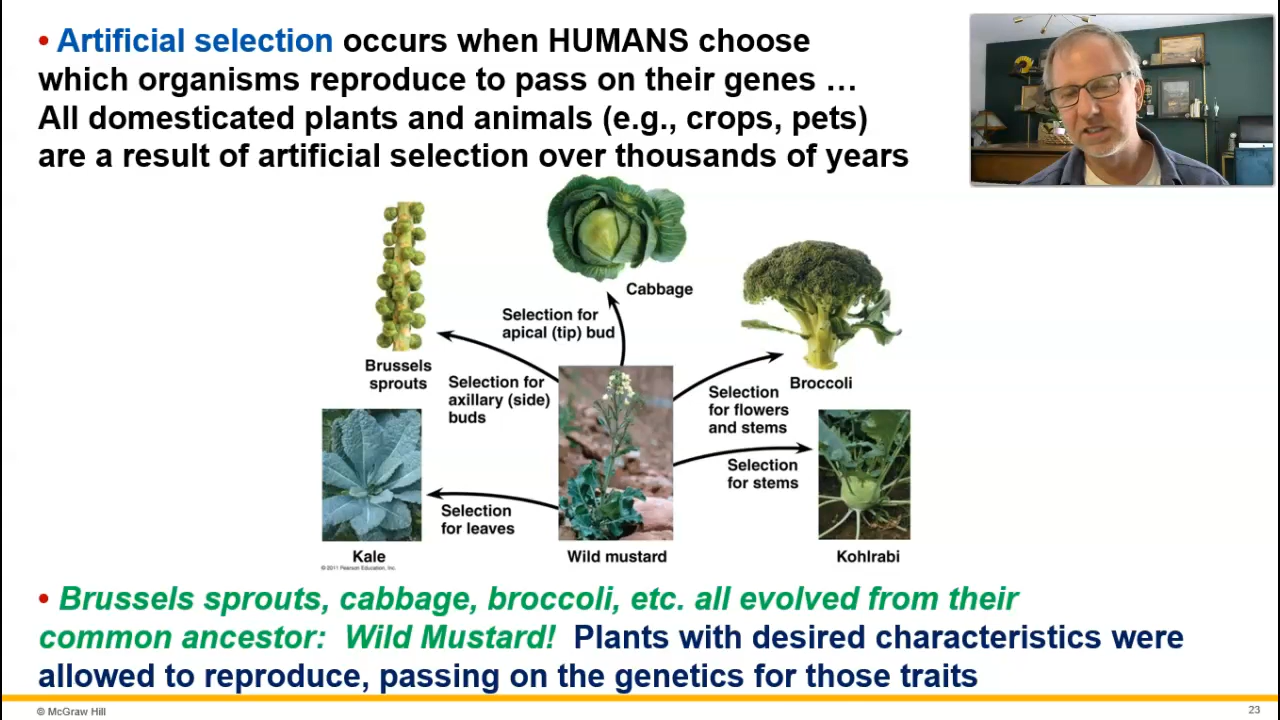 • Artificial selection occurs when HUMANS choose
which organisms reproduce to pass on their genes …
All domesticated plants and animals (e.g., crops, pets)
are a result of artificial selection over thousands of years
Cabbage
Selection for
apical (tip) bud
Brussels
sprouts
Selection for
axillary (side)
buds
Broccoli
Selection
for flowers
and stems
Selection
for stems
Selection
for leaves
Kale
Wild mustard
Kohlrabi
© 2011 Pearson Education, Inc.
• Brussels sprouts, cabbage, broccoli, etc. all evolved from their
common ancestor: Wild Mustard! Plants with desired characteristics were
allowed to reproduce, passing on the genetics for those traits
© McGraw Hill
23